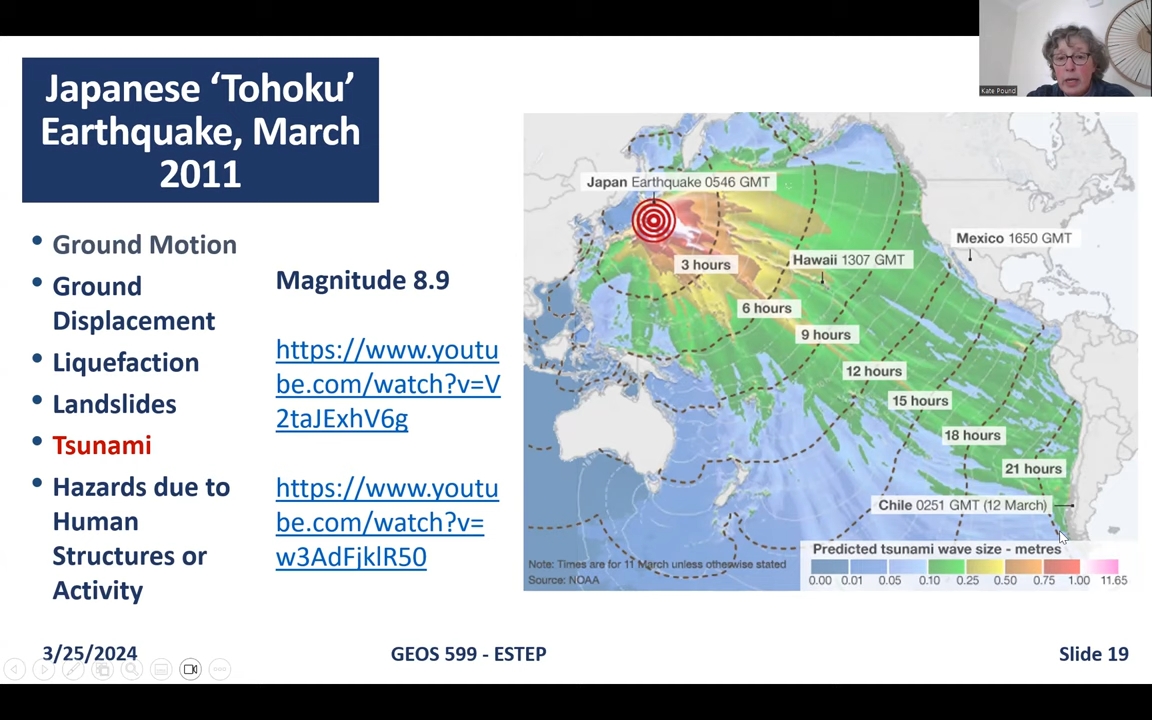 Kate Pound
Japanese ‘Tohoku’
Earthquake, March
2011
• Ground Motion
• Ground
Displacement
• Liquefaction
• Landslides
• Tsunami
• Hazards due to
Human
Structures or
Activity
Magnitude 8.9
https://www.youtu
be.com/watch?v=V
2taJExhV6g
https://www.youtu
be.com/watch?v=
w3AdFjklR50
Japan Earthquake 0546 GMT
Mexico 1650 GMT
Hawaii 1307 GMT
3 hours
6 hours
9 hours
12 hours
15 hours
18 hours
21 hours
Chile 0251 GMT (12 March)
Predicted tsunami wave size - metres
0.00 0.01 0.05 0.10 0.25 0.50 0.75 1.00 11.65
Note: Times are for 11 March unless otherwise stated
Source: NOAA
3/25/2024
GEOS 599 - ESTEP
Slide 19